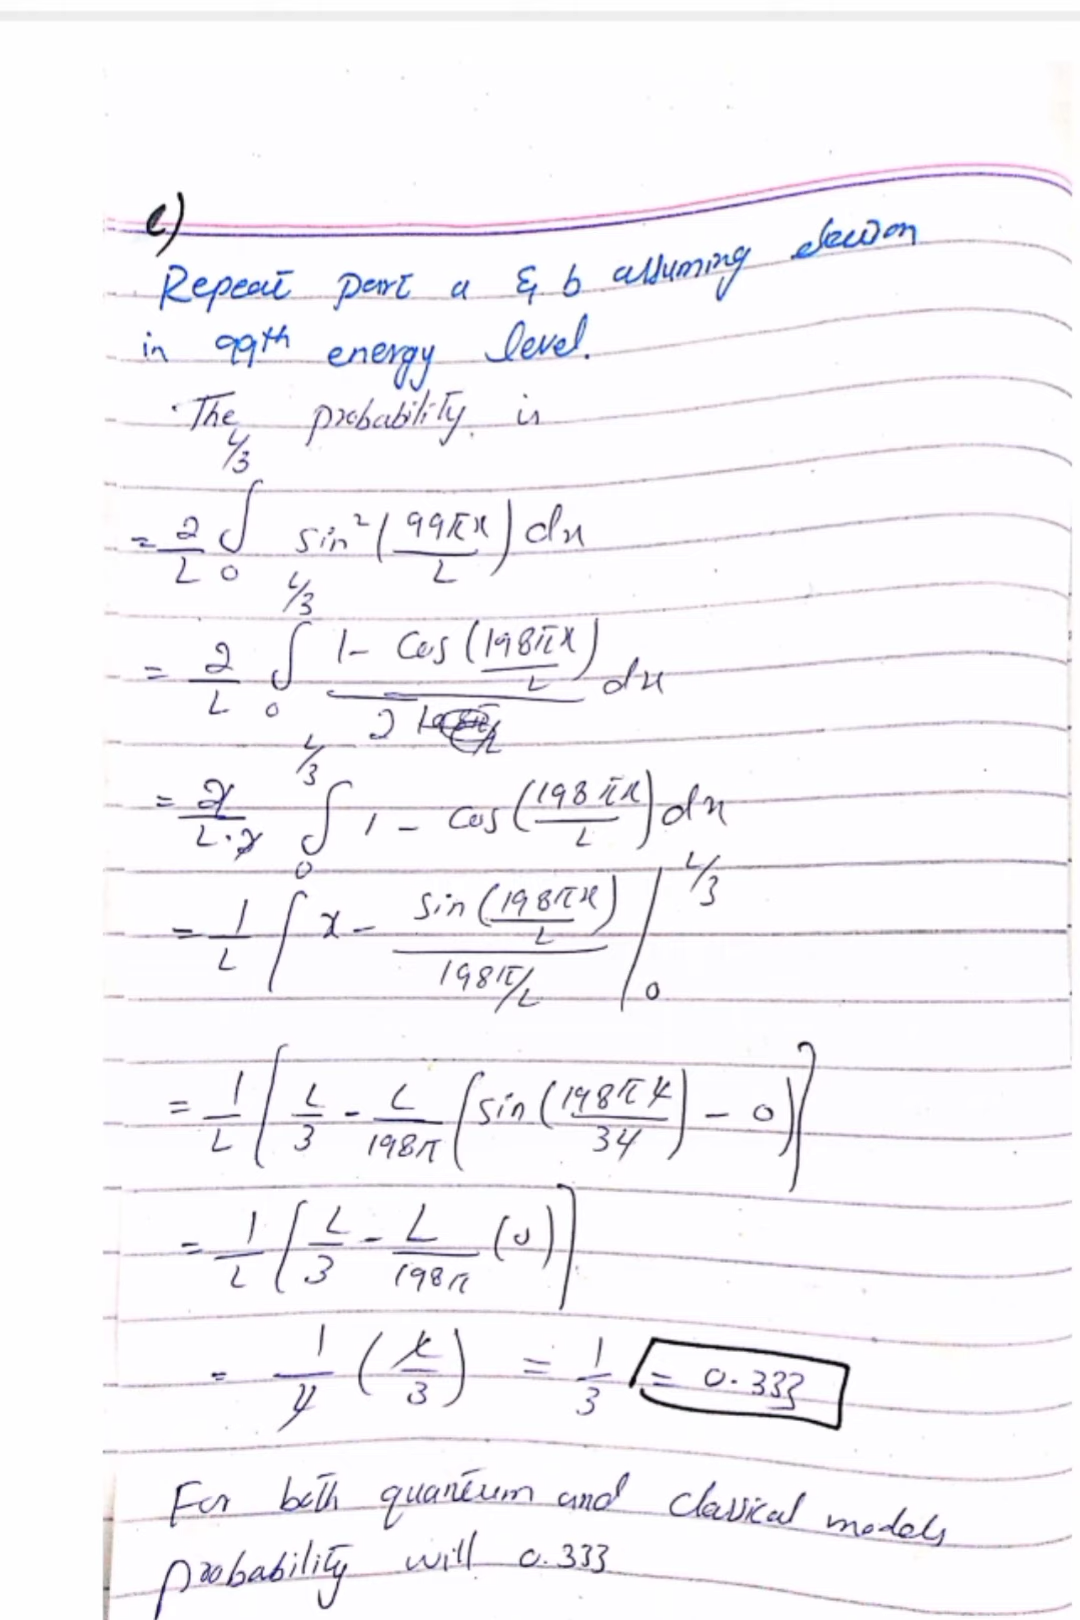 c)
Repeat part a & b assuming electron
in 99th energy level.
The probability is
= 2/L ∫₀^{L/3} sin² (99πx / L) dx
= 2/L ∫₀^{L/3} (1 - Cos (198πx / L)) / 2 dx
= 2/(L·2) ∫₀^{L/3} 1 - Cos (198πx / L) dx
= 1/L [x - sin (198πx / L) / (198π/L)] |₀^{L/3}
= 1/L [L/3 - L/198π (sin (198πL / 3L) - 0)]
= 1/L [L/3 - L/198π (0)]
= 1/L (L/3) = 1/3 = 0.333
For both quantum and classical models
probability will 0.333